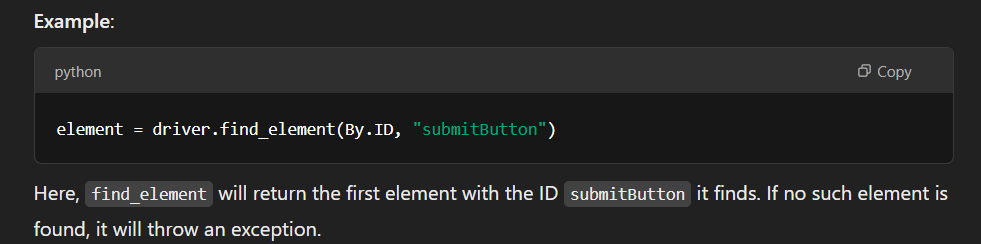 Example:
python
Copy
element = driver.find_element(By.ID, "submitButton")
Here, find_element will return the first element with the ID submitButton it finds. If no such element is
found, it will throw an exception.